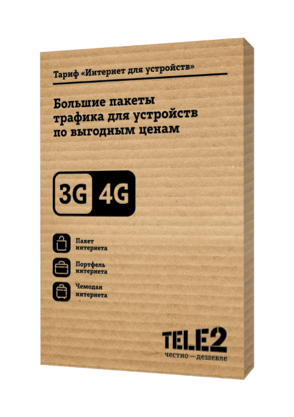 Тариф «Интернет для устройств»
Большие пакеты
трафика для устройств
по выгодным ценам
3G 4G
Пакет
интернета
Портфель
интернета
Чемодан
интернета
TELE2
честно — дешевле